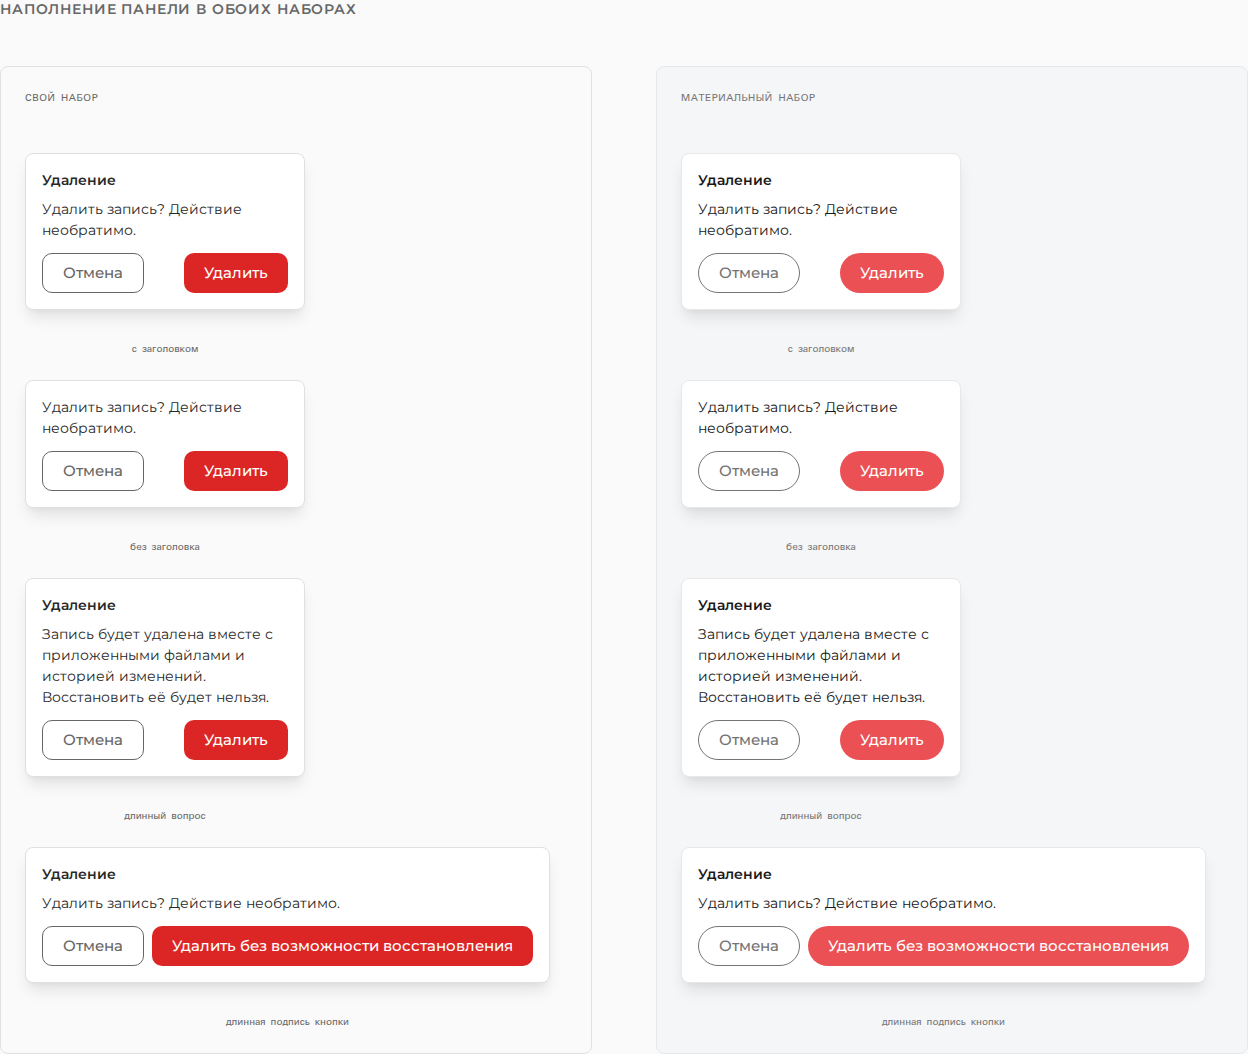 НАПОЛНЕНИЕ ПАНЕЛИ В ОБОИХ НАБОРАХ
СВОЙ НАБОР
Удаление
Удалить запись? Действие
необратимо.
Отмена
Удалить
с заголовком
Удалить запись? Действие
необратимо.
Отмена
Удалить
без заголовка
Удаление
Запись будет удалена вместе с
приложенными файлами и
историей изменений.
Восстановить её будет нельзя.
Отмена
Удалить
длинный вопрос
Удаление
Удалить запись? Действие необратимо.
Отмена
Удалить без возможности восстановления
длинная подпись кнопки
МАТЕРИАЛЬНЫЙ НАБОР
Удаление
Удалить запись? Действие
необратимо.
Отмена
Удалить
с заголовком
Удалить запись? Действие
необратимо.
Отмена
Удалить
без заголовка
Удаление
Запись будет удалена вместе с
приложенными файлами и
историей изменений.
Восстановить её будет нельзя.
Отмена
Удалить
длинный вопрос
Удаление
Удалить запись? Действие необратимо.
Отмена
Удалить без возможности восстановления
длинная подпись кнопки